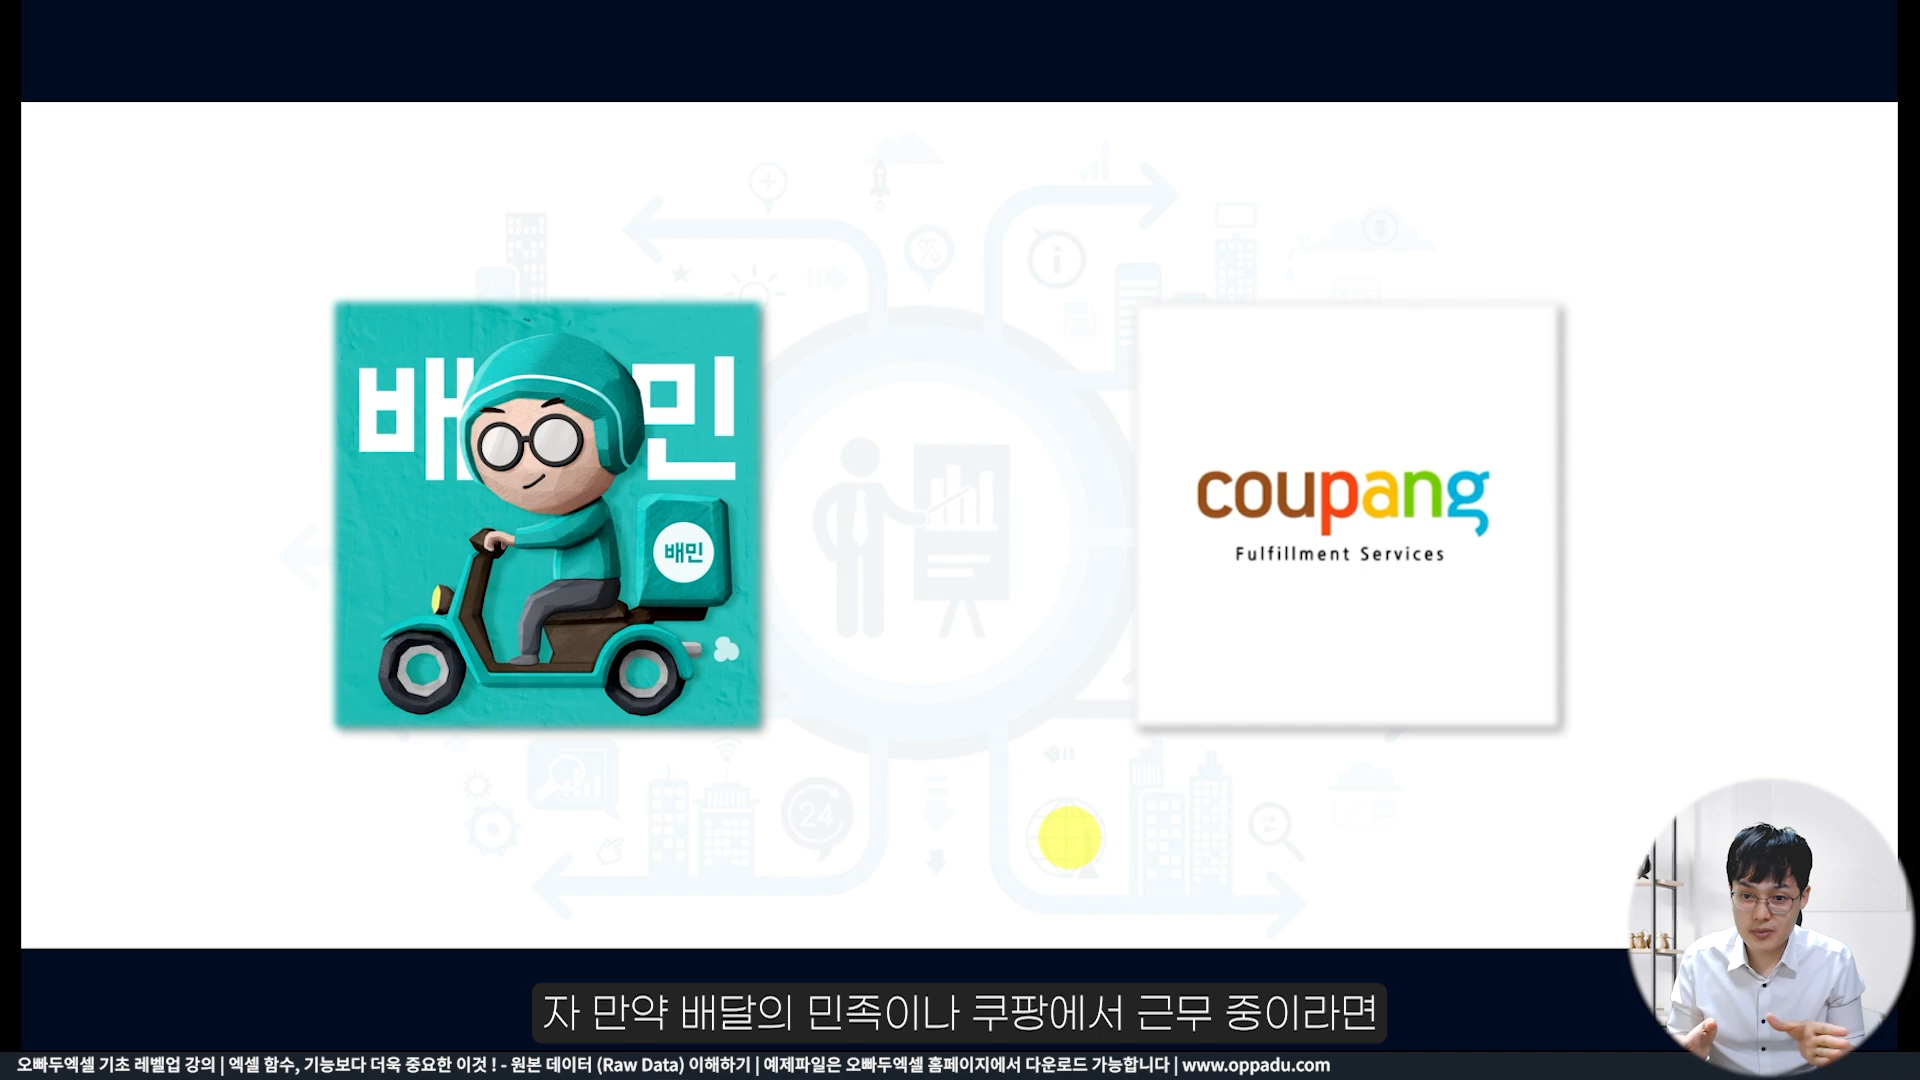 배민
배민
coupang
Fulfillment Services
24
자 만약 배달의 민족이나 쿠팡에서 근무 중이라면
오빠두엑셀 기초 레벨업 강의 | 엑셀 함수, 기능보다 더욱 중요한 이것 ! - 원본 데이터 (Raw Data) 이해하기 | 예제파일은 오빠두엑셀 홈페이지에서 다운로드 가능합니다 | www.oppadu.com